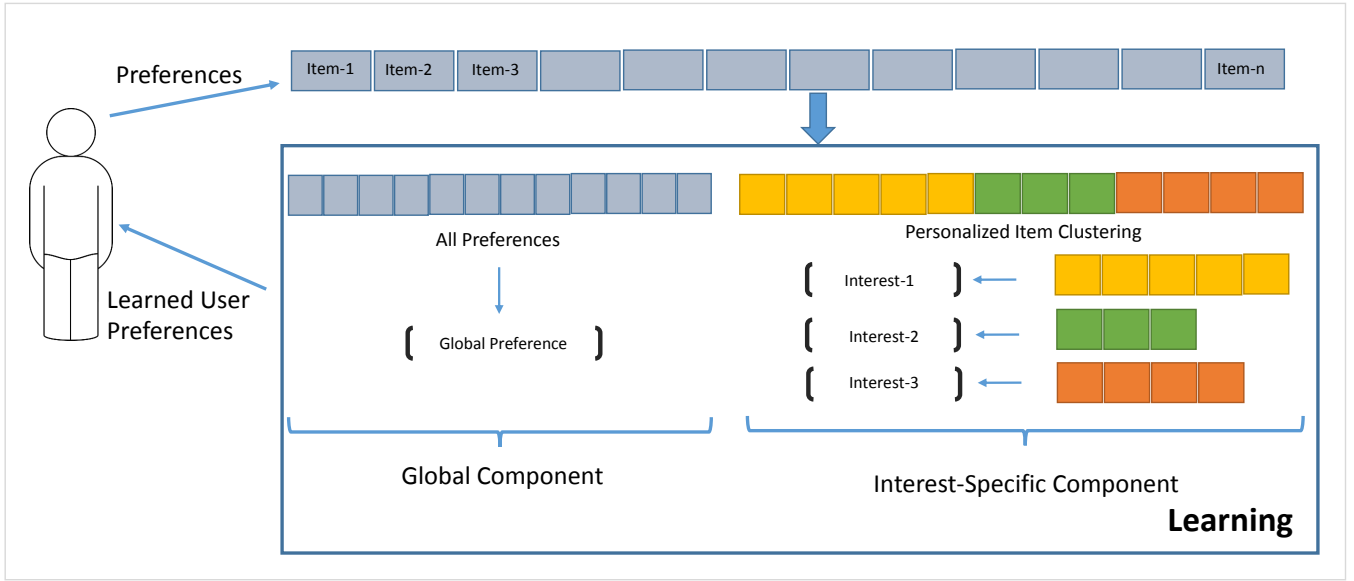 Preferences
Item-1
Item-2
Item-3
Item-n
All Preferences
Global Preference
Global Component
Personalized Item Clustering
Interest-1
Interest-2
Interest-3
Interest-Specific Component
Learning
Learned User
Preferences